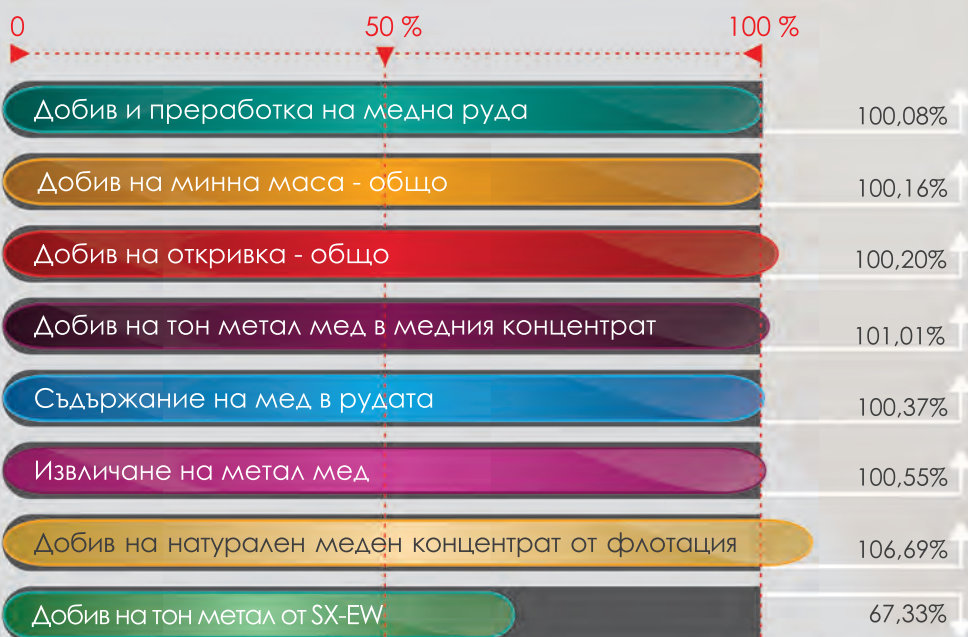 0 50 % 100 %
Добив и преработка на медна руда 100,08%
Добив на минна маса - общо 100,16%
Добив на откривка - общо 100,20%
Добив на тон метал мед в медния концентрат 101,01%
Съдържание на мед в рудата 100,37%
Извличане на метал мед 100,55%
Добив на натурален меден концентрат от флотация 106,69%
Добив на тон метал от SX-EW 67,33%